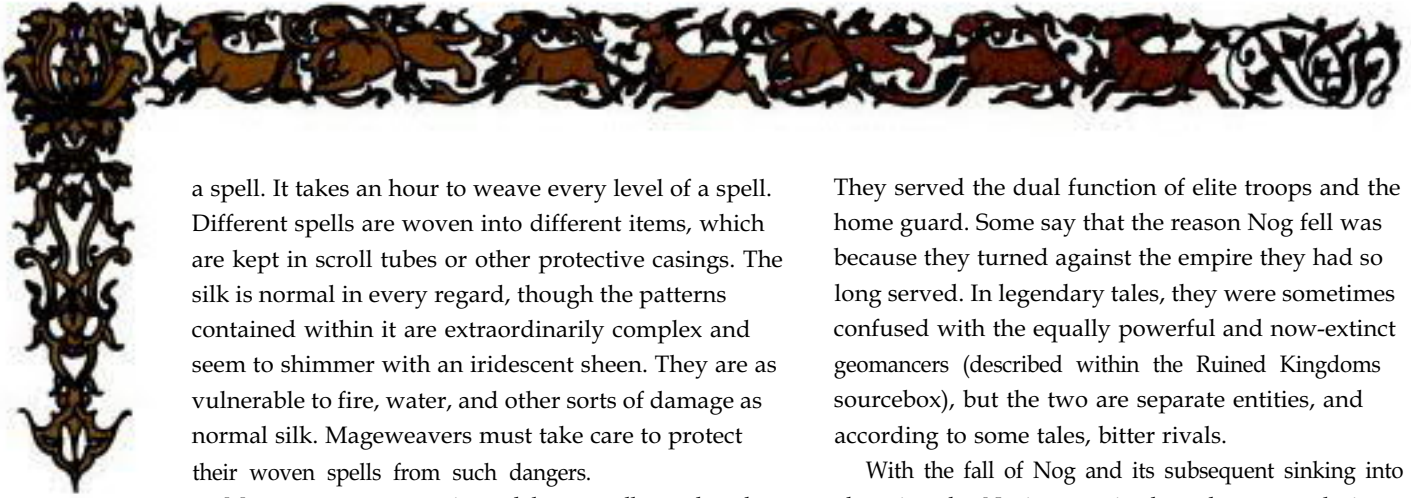 a spell. It takes an hour to weave every level of a spell.
Different spells are woven into different items, which
are kept in scroll tubes or other protective casings. The
silk is normal in every regard, though the patterns
contained within it are extraordinarily complex and
seem to shimmer with an iridescent sheen. They are as
vulnerable to fire, water, and other sorts of damage as
normal silk. Mageweavers must take care to protect
their woven spells from such dangers.
They served the dual function of elite troops and the
home guard. Some say that the reason Nog fell was
because they turned against the empire they had so
long served. In legendary tales, they were sometimes
confused with the equally powerful and now-extinct
geomancers (described within the Ruined Kingdoms
sourcebox), but the two are separate entities, and
according to some tales, bitter rivals.
With the fall of Nog and its subsequent sinking into